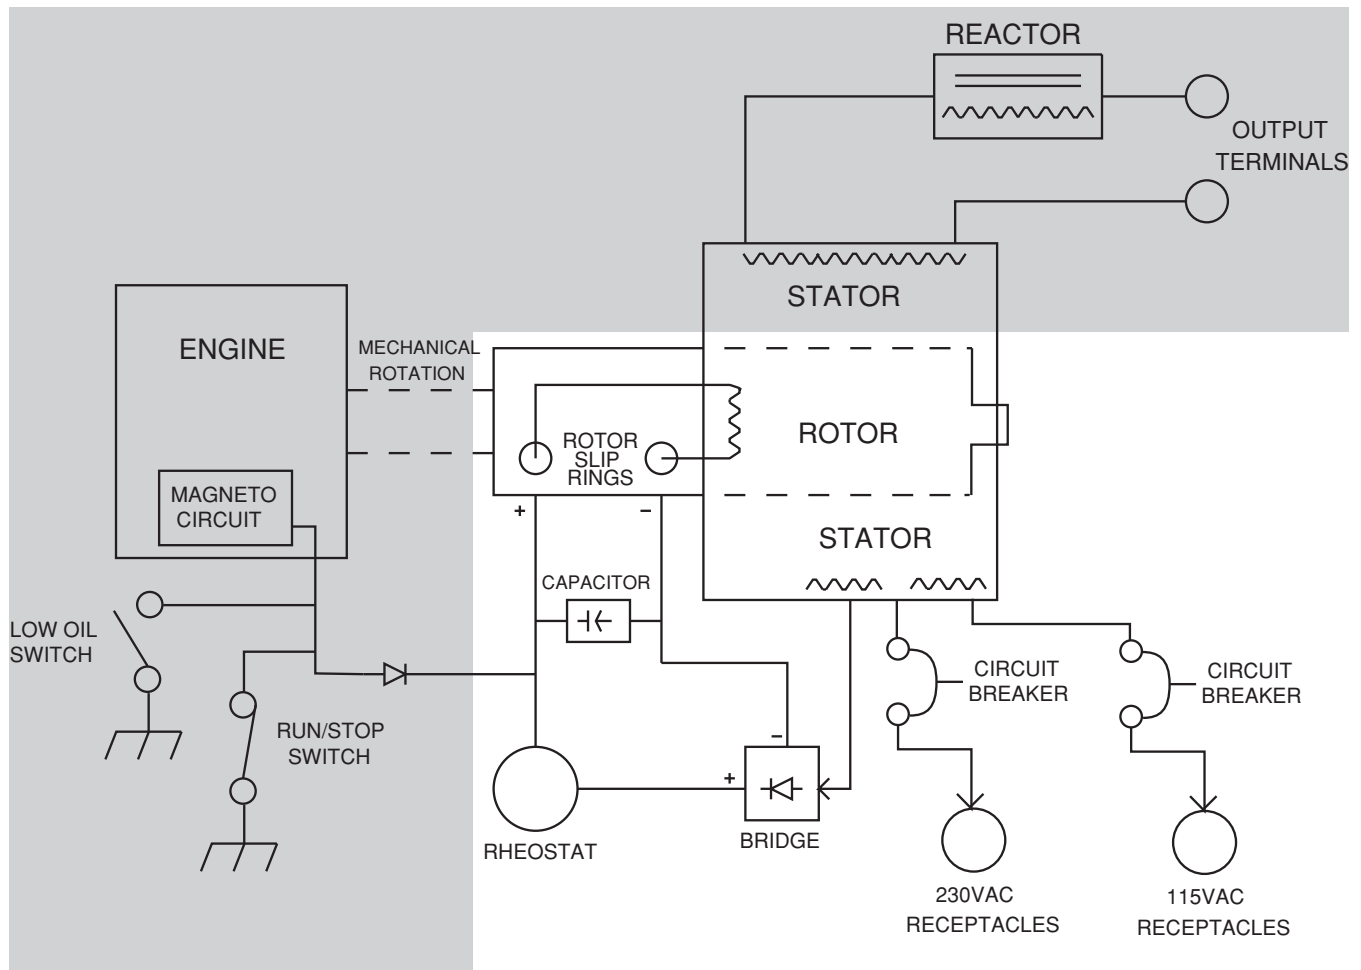 REACTOR
OUTPUT
TERMINALS
STATOR
ENGINE
MECHANICAL
ROTATION
ROTOR
ROTOR
SLIP
RINGS
MAGNETO
CIRCUIT
+
–
STATOR
CAPACITOR
LOW OIL
SWITCH
RUN/STOP
SWITCH
CIRCUIT
BREAKER
CIRCUIT
BREAKER
–
+
RHEOSTAT
BRIDGE
230VAC
RECEPTACLES
115VAC
RECEPTACLES